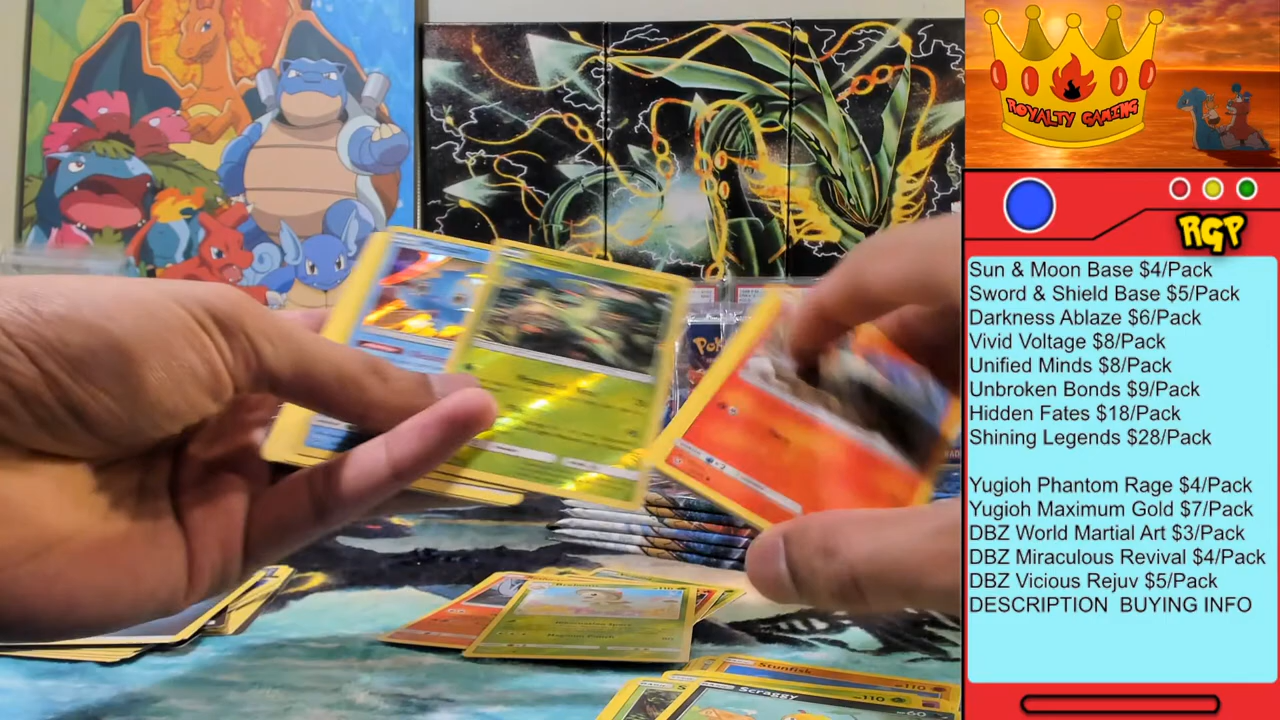 ROYALTY GAMING
RGP
Sun & Moon Base $4/Pack
Sword & Shield Base $5/Pack
Darkness Ablaze $6/Pack
Vivid Voltage $8/Pack
Unified Minds $8/Pack
Unbroken Bonds $9/Pack
Hidden Fates $18/Pack
Shining Legends $28/Pack
Yugioh Phantom Rage $4/Pack
Yugioh Maximum Gold $7/Pack
DBZ World Martial Art $3/Pack
DBZ Miraculous Revival $4/Pack
DBZ Vicious Rejuv $5/Pack
DESCRIPTION BUYING INFO
Stunfisk
110
Scraggy
60